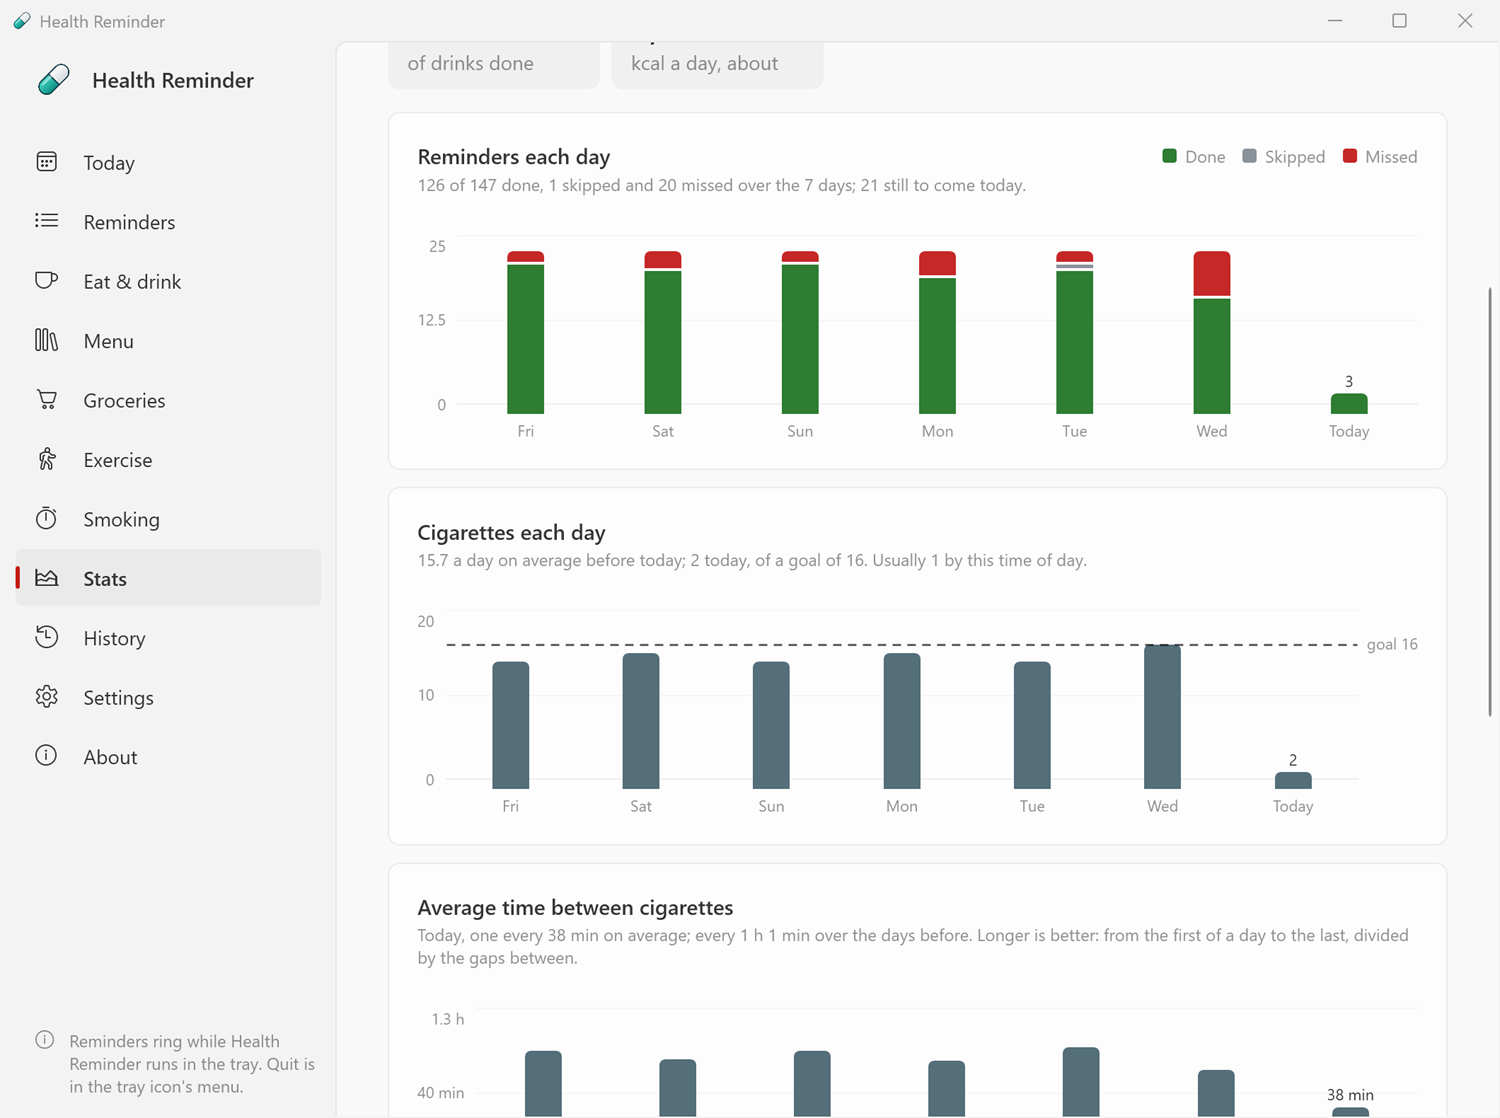 Health Reminder
Health Reminder
Today
Reminders
Eat & drink
Menu
Groceries
Exercise
Smoking
Stats
History
Settings
About
Reminders ring while Health
Reminder runs in the tray. Quit is
in the tray icon's menu.
of drinks done
kcal a day, about
Reminders each day
Done Skipped Missed
126 of 147 done, 1 skipped and 20 missed over the 7 days; 21 still to come today.
25
12.5
0
3
Fri Sat Sun Mon Tue Wed Today
Cigarettes each day
15.7 a day on average before today; 2 today, of a goal of 16. Usually 1 by this time of day.
20
goal 16
10
0
2
Fri Sat Sun Mon Tue Wed Today
Average time between cigarettes
Today, one every 38 min on average; every 1 h 1 min over the days before. Longer is better: from the first of a day to the last, divided
by the gaps between.
1.3 h
40 min
38 min